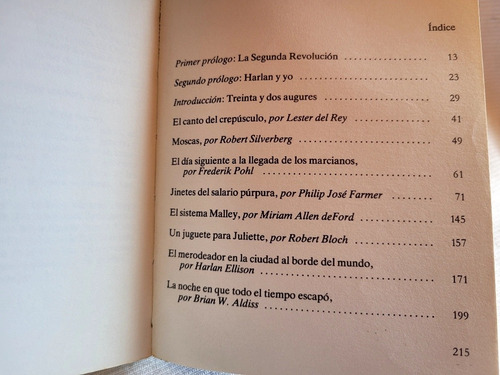 Índice
Primer prólogo: La Segunda Revolución 13
Segundo prólogo: Harlan y yo 23
Introducción: Treinta y dos augures 29
El canto del crepúsculo, por Lester del Rey 41
Moscas, por Robert Silverberg 49
El día siguiente a la llegada de los marcianos,
por Frederik Pohl 61
Jinetes del salario púrpura, por Philip José Farmer 71
El sistema Malley, por Miriam Allen deFord 145
Un juguete para Juliette, por Robert Bloch 157
El merodeador en la ciudad al borde del mundo,
por Harlan Ellison 171
La noche en que todo el tiempo escapó,
por Brian W. Aldiss 199
215